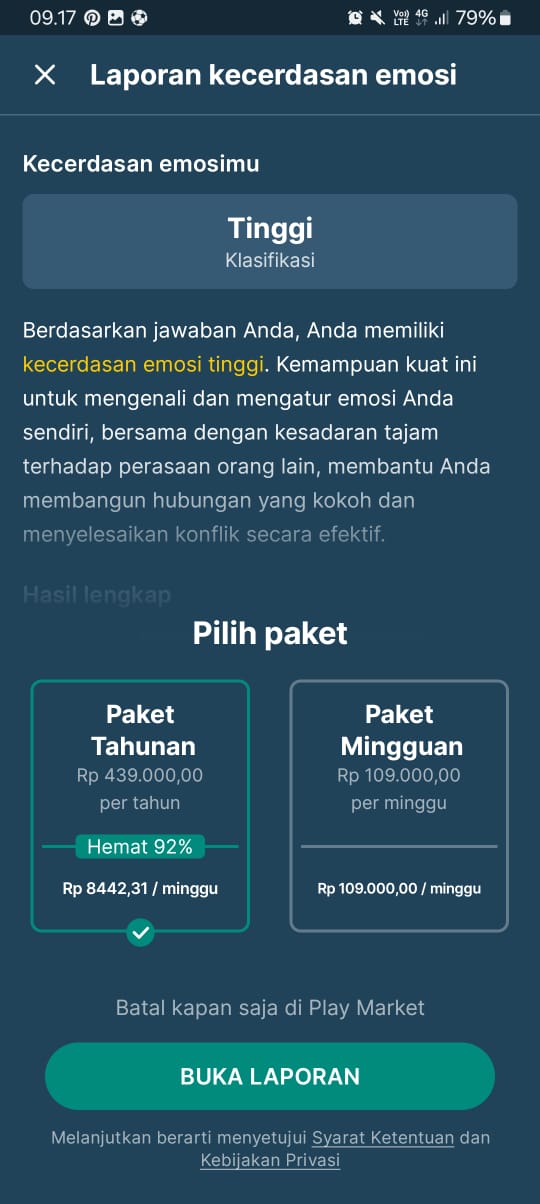 09.17
Vo)) 4G
LTE
79%
Laporan kecerdasan emosi
Kecerdasan emosimu
Tinggi
Klasifikasi
Berdasarkan jawaban Anda, Anda memiliki
kecerdasan emosi tinggi. Kemampuan kuat ini
untuk mengenali dan mengatur emosi Anda
sendiri, bersama dengan kesadaran tajam
terhadap perasaan orang lain, membantu Anda
membangun hubungan yang kokoh dan
menyelesaikan konflik secara efektif.
Hasil lengkap
Pilih paket
Paket
Tahunan
Rp 439.000,00
per tahun
Hemat 92%
Rp 8442,31 / minggu
Paket
Mingguan
Rp 109.000,00
per minggu
Rp 109.000,00 / minggu
Batal kapan saja di Play Market
BUKA LAPORAN
Melanjutkan berarti menyetujui Syarat Ketentuan dan
Kebijakan Privasi